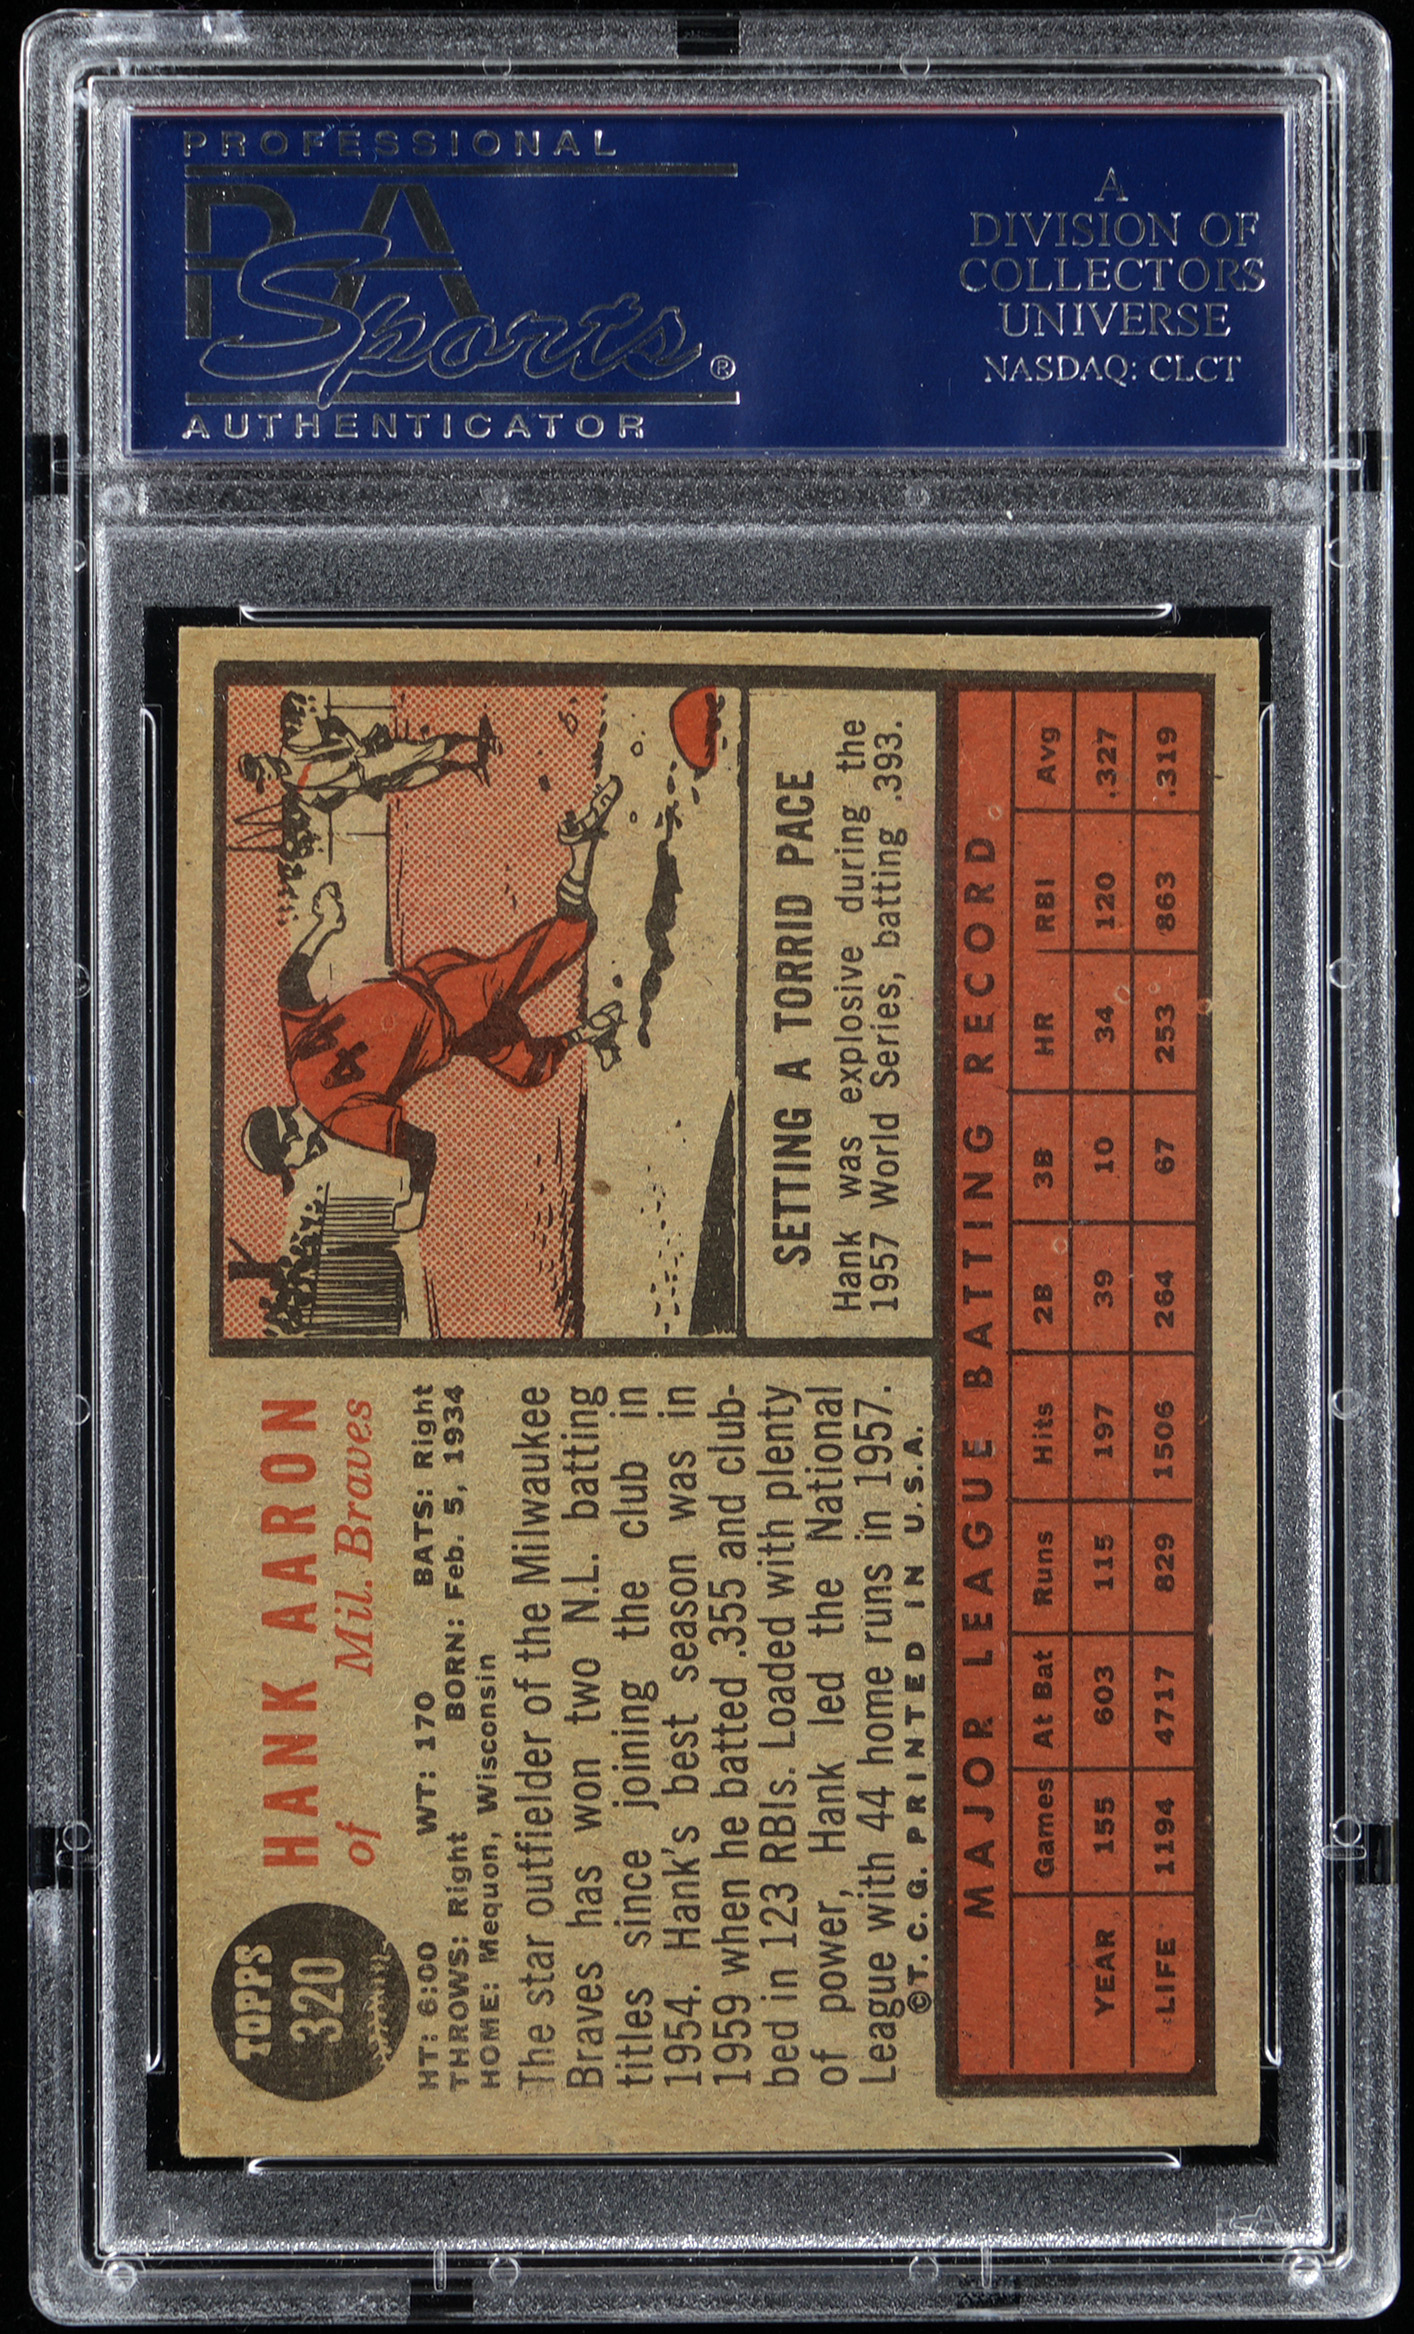 PROFESSIONAL
PSA
Sports®
AUTHENTICATOR
A
DIVISION OF
COLLECTORS
UNIVERSE
NASDAQ: CLCT
TOPPS
320
HANK AARON
of Mil. Braves
HT: 6:00 WT: 170 BATS: Right
THROWS: Right BORN: Feb. 5, 1934
HOME: Mequon, Wisconsin
The star outfielder of the Milwaukee
Braves has won two N.L. batting
titles since joining the club in
1954. Hank's best season was in
1959 when he batted .355 and club-
bed in 123 RBIs. Loaded with plenty
of power, Hank led the National
League with 44 home runs in 1957.
©T.C.G. PRINTED IN U.S.A.
44
SETTING A TORRID PACE
Hank was explosive during the
1957 World Series, batting .393.
MAJOR LEAGUE BATTING RECORD
Games At Bat Runs Hits 2B 3B HR RBI Avg
YEAR 155 603 115 197 39 10 34 120 .327
LIFE 1194 4717 829 1506 264 67 253 863 .319
PSA